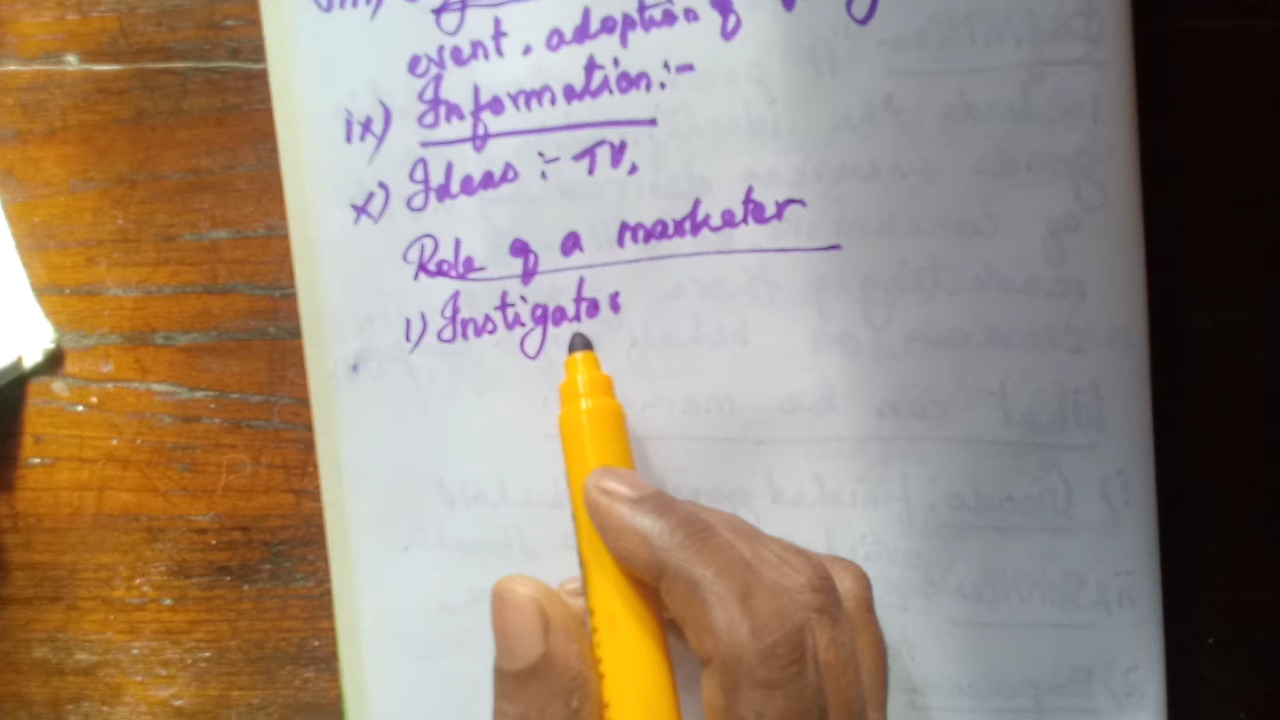 event, adoption of
ix) Information:-
x) Ideas :- TV,
Role of a marketer
1) Instigator